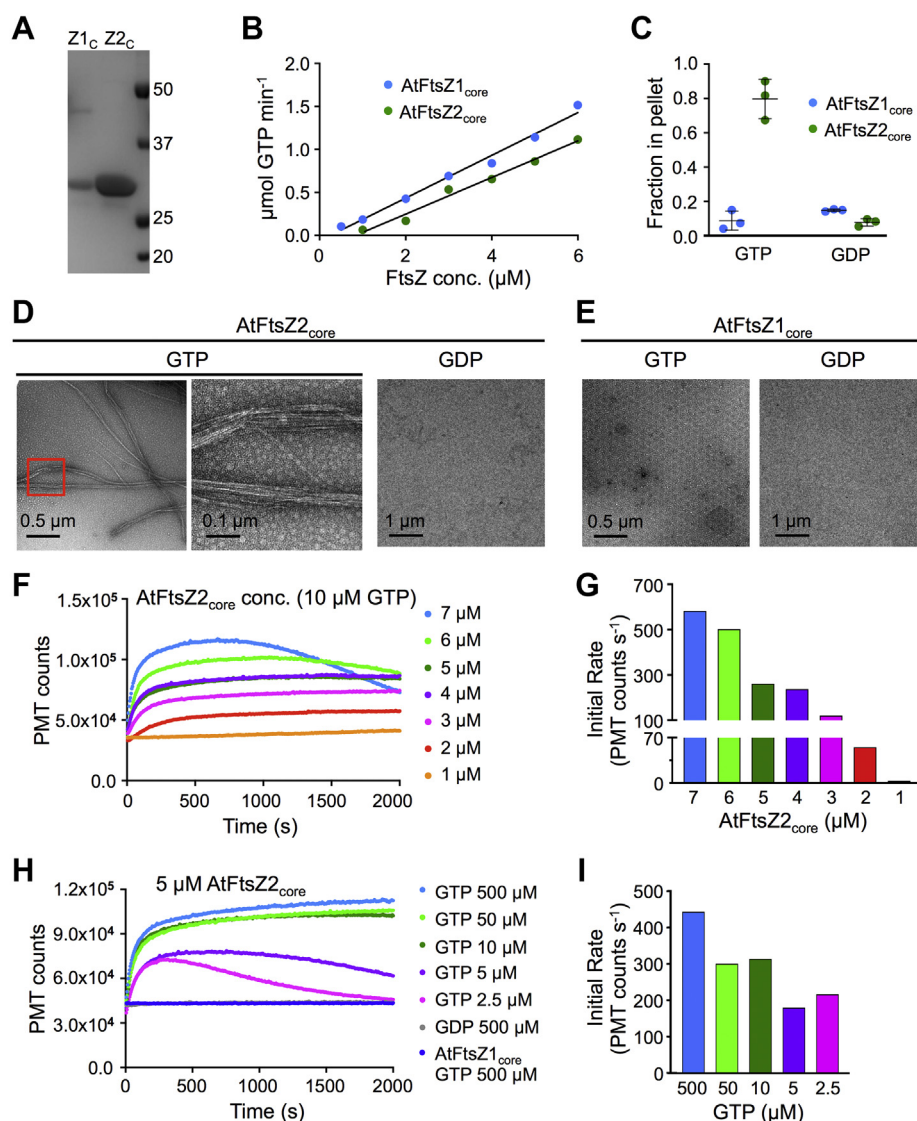 A
Z1C Z2C
50
37
25
20
B
2.0
1.5
1.0
0.5
0.0
µmol GTP min-1
AtFtsZ1core
AtFtsZ2core
0 2 4 6
FtsZ conc. (µM)
C
1.0
0.8
0.6
0.4
0.2
0.0
Fraction in pellet
AtFtsZ1core
AtFtsZ2core
GTP GDP
D
AtFtsZ2core
GTP GDP
0.5 µm 0.1 µm 1 µm
E
AtFtsZ1core
GTP GDP
0.5 µm 1 µm
F
AtFtsZ2core conc. (10 µM GTP)
1.5x105
1.0x105
5.0x104
0.0
PMT counts
0 500 1000 1500 2000
Time (s)
7 µM
6 µM
5 µM
4 µM
3 µM
2 µM
1 µM
G
700
500
300
100
70
0
Initial Rate
(PMT counts s-1)
7 6 5 4 3 2 1
AtFtsZ2core (µM)
H
5 µM AtFtsZ2core
1.2x105
9.0x104
6.0x104
3.0x104
0.0
PMT counts
0 500 1000 1500 2000
Time (s)
GTP 500 µM
GTP 50 µM
GTP 10 µM
GTP 5 µM
GTP 2.5 µM
GDP 500 µM
AtFtsZ1core
GTP 500 µM
I
500
400
300
200
100
0
Initial Rate
(PMT counts s-1)
500 50 10 5 2.5
GTP (µM)